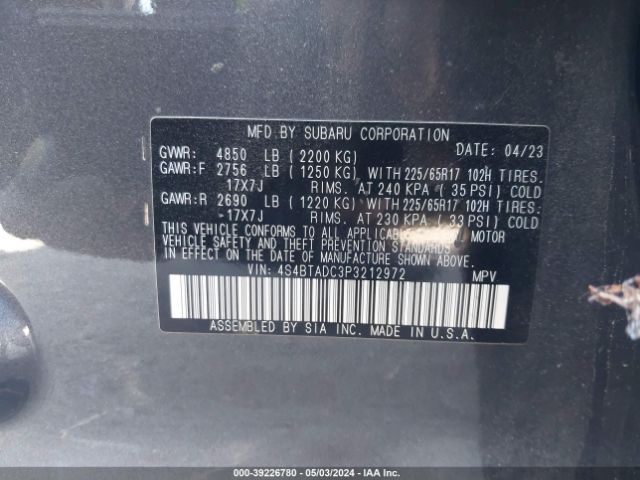 MFD BY SUBARU CORPORATION DATE: 04/23
GVWR: 4850 LB ( 2200 KG)
GAWR:F 2756 LB ( 1250 KG) WITH 225/65R17 102H TIRES.
17X7J RIMS. AT 240 KPA ( 35 PSI) COLD
GAWR:R 2690 LB ( 1220 KG) WITH 225/65R17 102H TIRES.
-17X7J RIMS. AT 230 KPA ( 33 PSI) COLD
THIS VEHICLE CONFORMS TO ALL APPLICABLE MOTOR
VEHICLE SAFETY AND THEFT PREVENTION STANDARDS
IN EFFECT ON THE DATE OF MANUFACTURE SHOWN ABOVE.
VIN: 4S4BTADC3P3212972 MPV
ASSEMBLED BY SIA INC. MADE IN U.S.A.
000-39226780 - 05/03/2024 - IAA Inc.